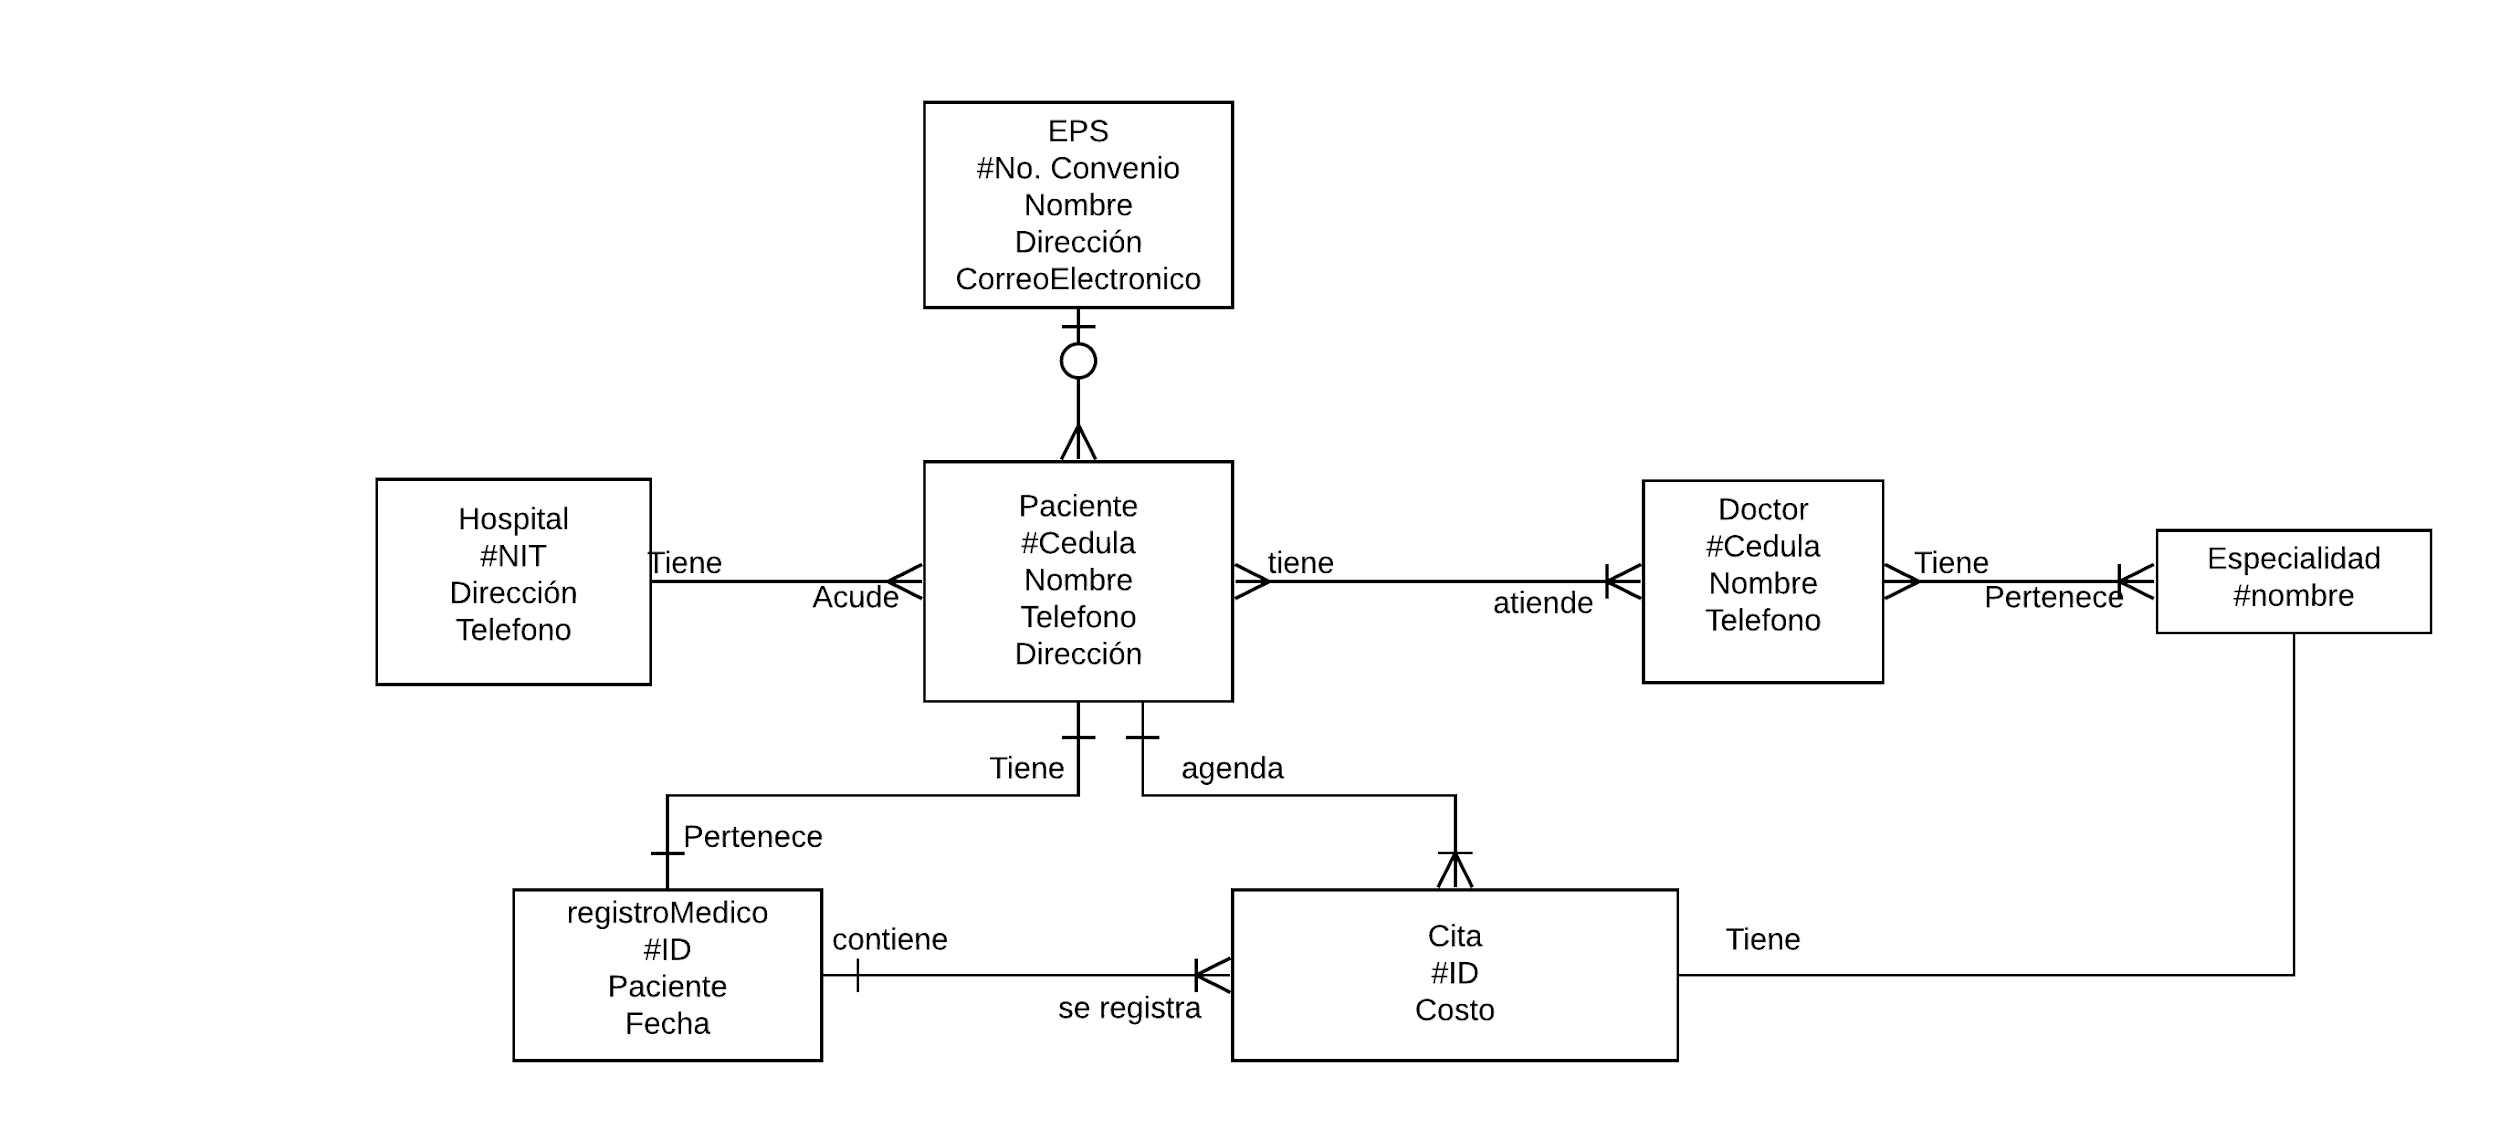 EPS
#No. Convenio
Nombre
Dirección
CorreoElectronico
Hospital
#NIT
Dirección
Telefono
Tiene
Acude
Paciente
#Cedula
Nombre
Telefono
Dirección
tiene
atiende
Doctor
#Cedula
Nombre
Telefono
Tiene
Pertenece
Especialidad
#nombre
Tiene
agenda
Pertenece
registroMedico
#ID
Paciente
Fecha
contiene
se registra
Cita
#ID
Costo
Tiene